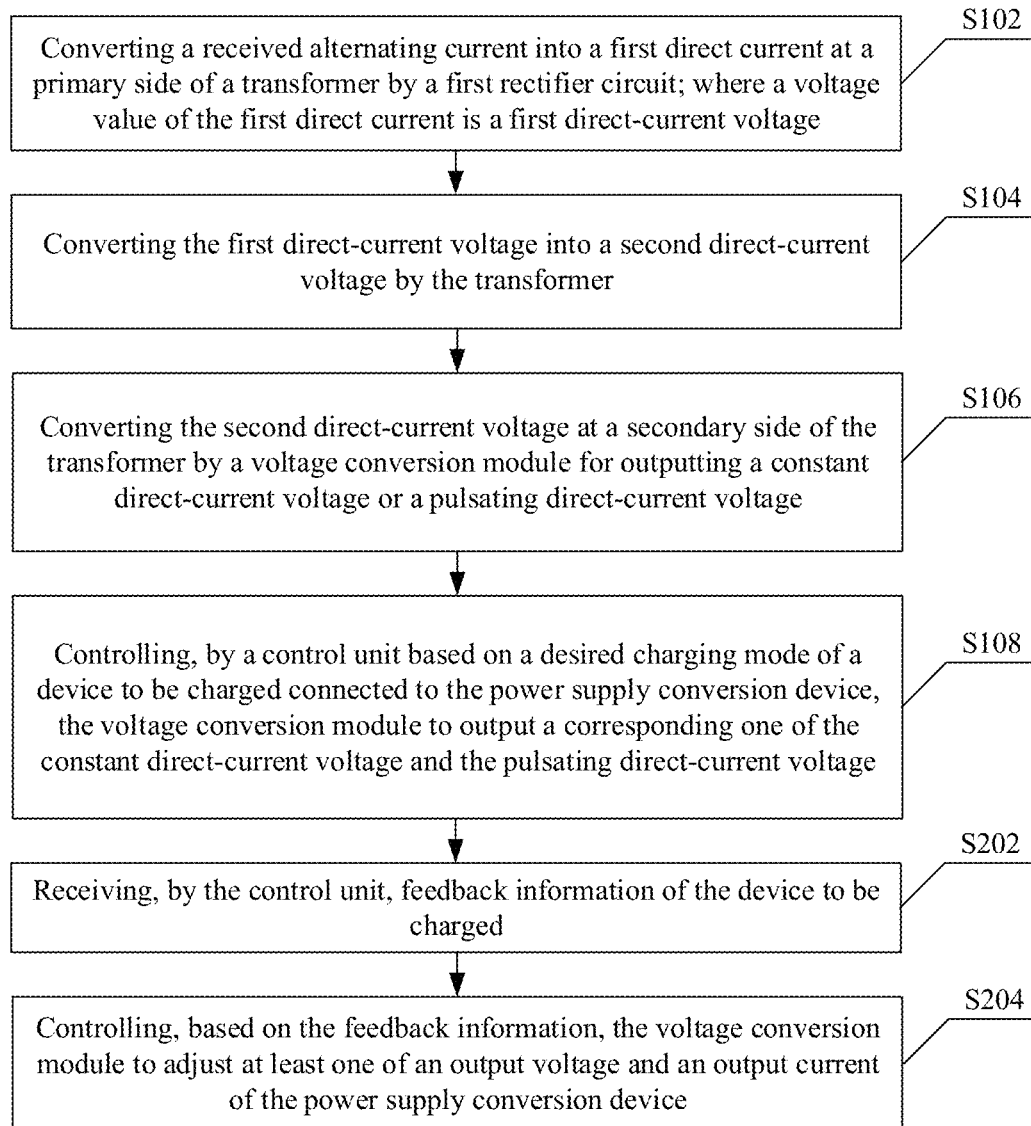 S102
Converting a received alternating current into a first direct current at a
primary side of a transformer by a first rectifier circuit; where a voltage
value of the first direct current is a first direct-current voltage
S104
Converting the first direct-current voltage into a second direct-current
voltage by the transformer
S106
Converting the second direct-current voltage at a secondary side of the
transformer by a voltage conversion module for outputting a constant
direct-current voltage or a pulsating direct-current voltage
S108
Controlling, by a control unit based on a desired charging mode of a
device to be charged connected to the power supply conversion device,
the voltage conversion module to output a corresponding one of the
constant direct-current voltage and the pulsating direct-current voltage
S202
Receiving, by the control unit, feedback information of the device to be
charged
S204
Controlling, based on the feedback information, the voltage conversion
module to adjust at least one of an output voltage and an output current
of the power supply conversion device